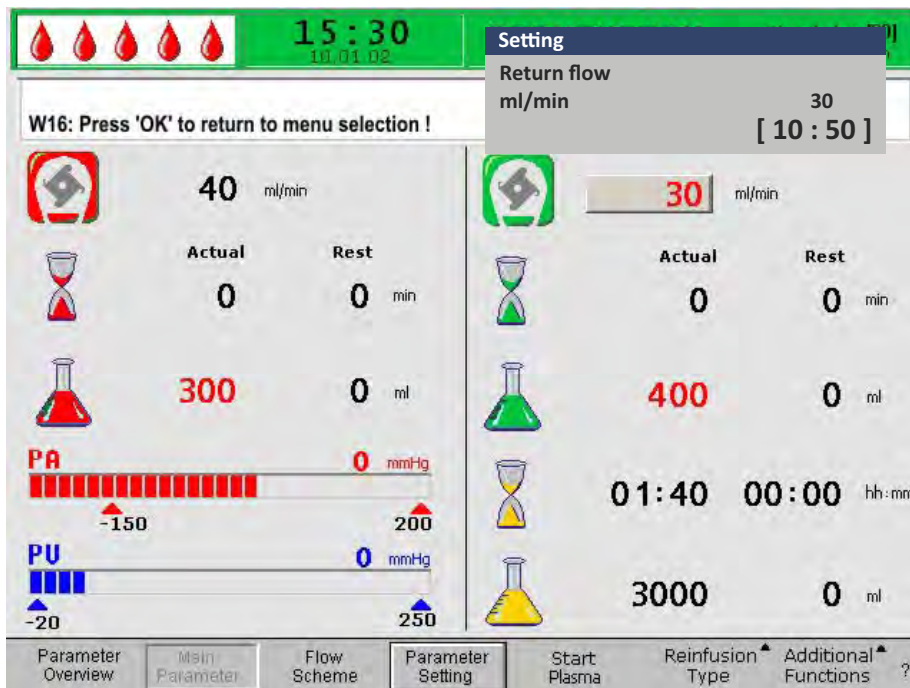 15:30
10.01.02
Setting
Return flow
ml/min 30
[ 10 : 50 ]
W16: Press 'OK' to return to menu selection !
40 ml/min
30 ml/min
Actual Rest
0 0 min
300 0 ml
PA 0 mmHg
-150 200
PV 0 mmHg
-20 250
Actual Rest
0 0 min
400 0 ml
01:40 00:00 hh:mm
3000 0 ml
Parameter Overview
Main Parameter
Flow Scheme
Parameter Setting
Start Plasma
Reinfusion Type
Additional Functions
?